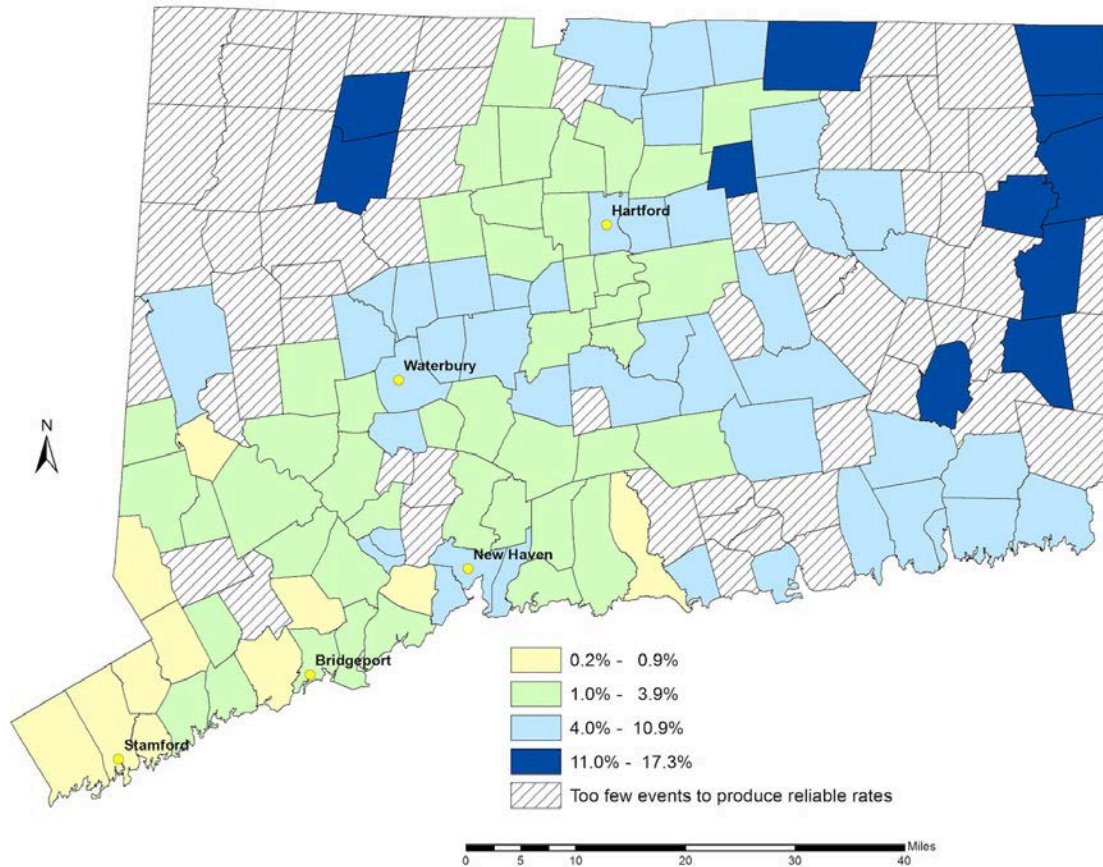 Hartford
Waterbury
N
New Haven
Bridgeport
Stamford
0.2% - 0.9%
1.0% - 3.9%
4.0% - 10.9%
11.0% - 17.3%
Too few events to produce reliable rates
Miles
0 5 10 20 30 40